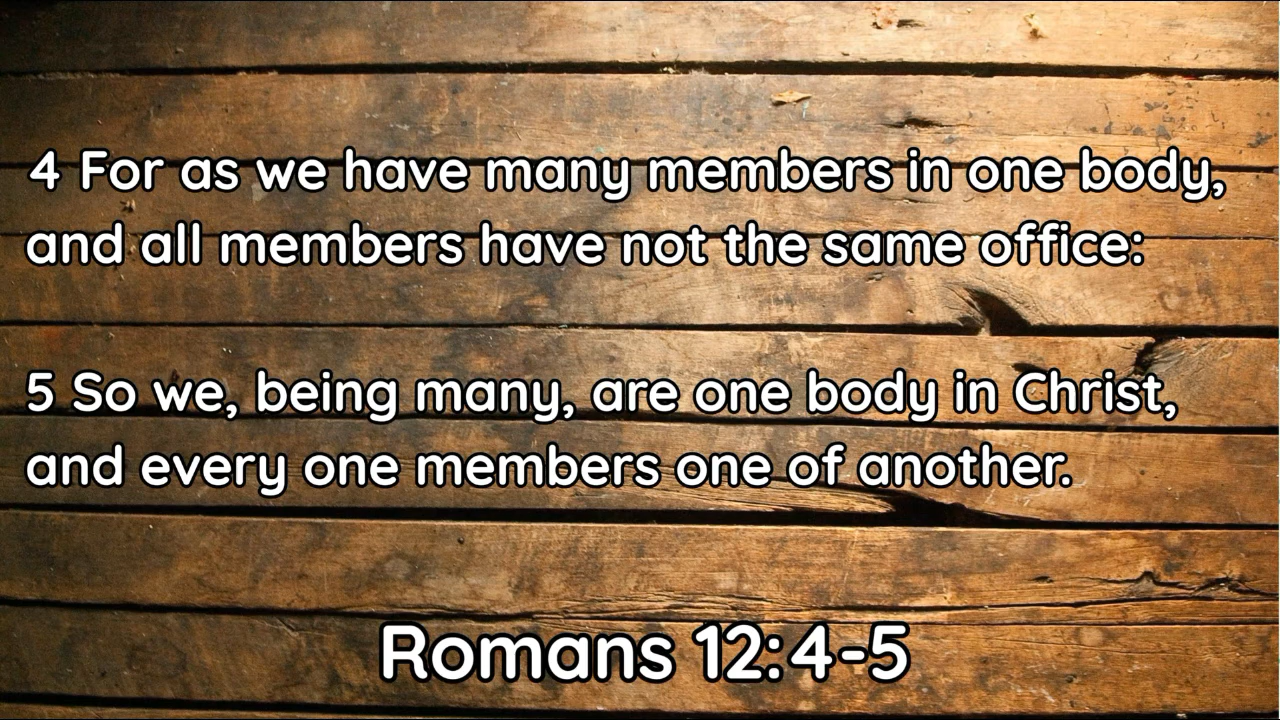 4 For as we have many members in one body,
and all members have not the same office:
5 So we, being many, are one body in Christ,
and every one members one of another.
Romans 12:4-5